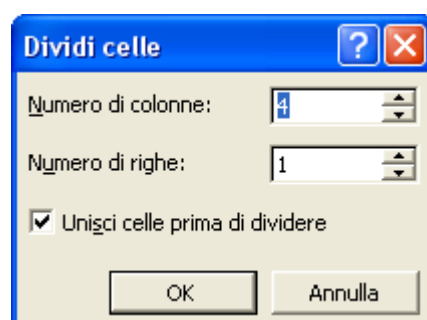 Dividi celle
Numero di colonne: 4
Numero di righe: 1
Unisci celle prima di dividere
OK Annulla